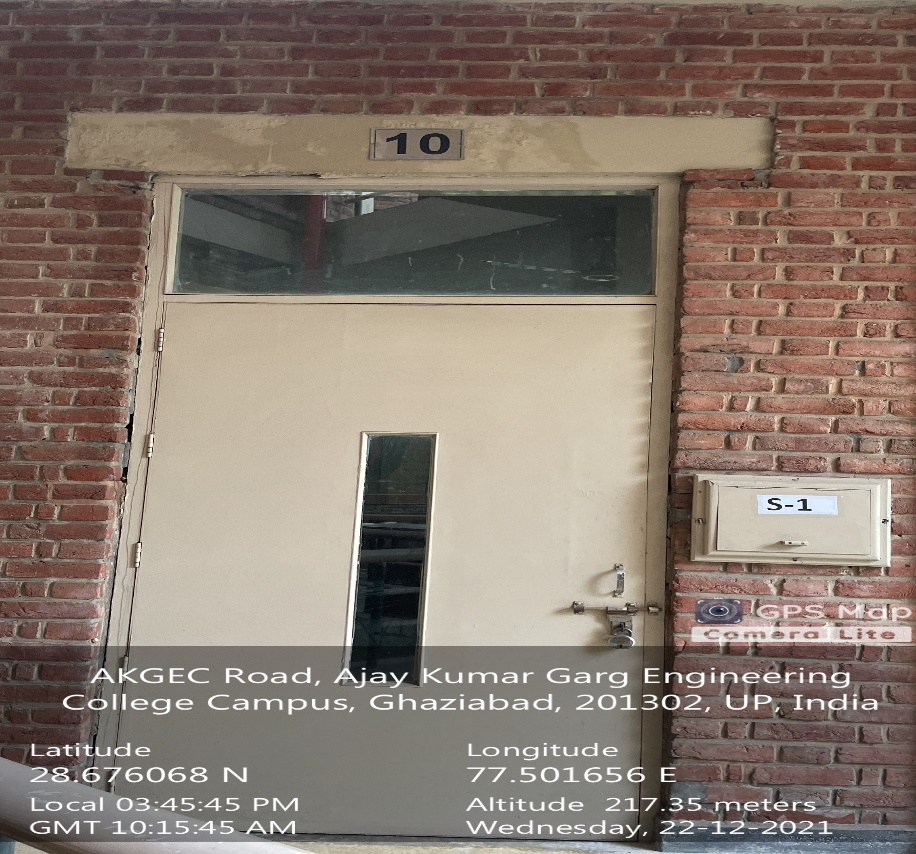 10
S-1
GPS Map
Camera Lite
AKGEC Road, Ajay Kumar Garg Engineering
College Campus, Ghaziabad, 201302, UP, India
Latitude
28.676068 N
Longitude
77.501656 E
Local 03:45:45 PM
GMT 10:15:45 AM
Altitude 217.35 meters
Wednesday, 22-12-2021